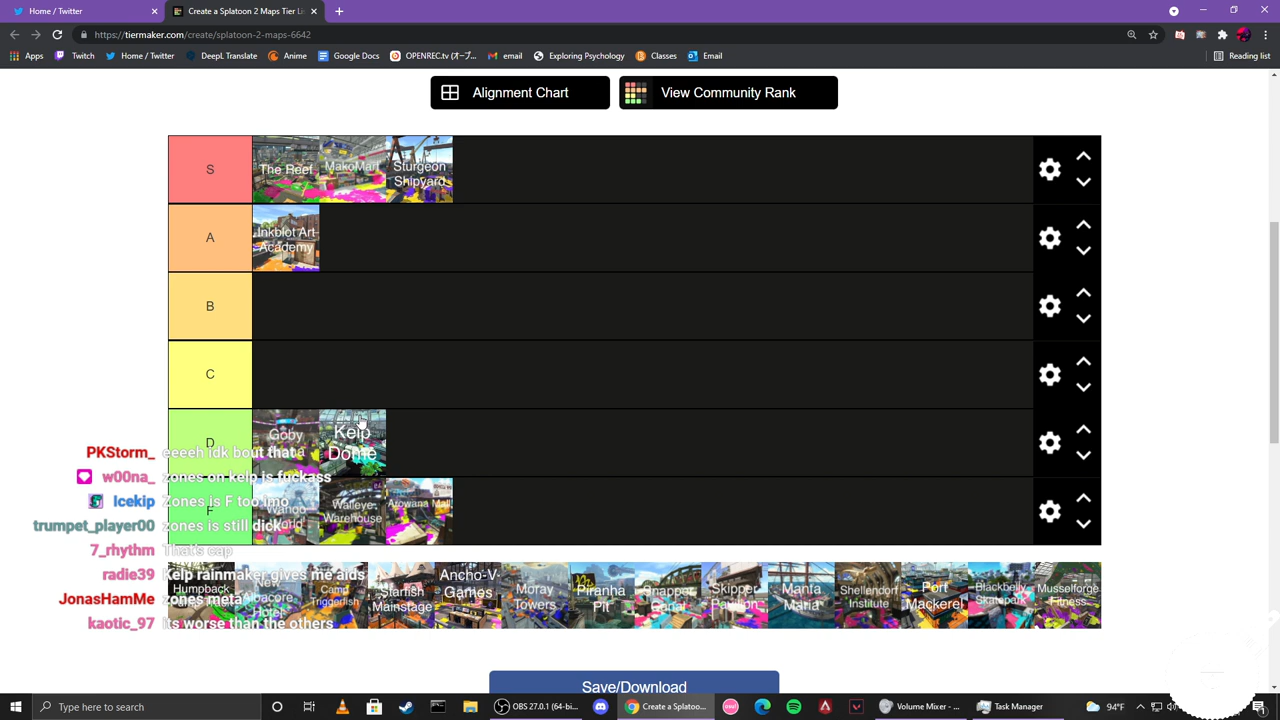 Home / Twitter
Create a Splatoon 2 Maps Tier Lis
https://tiermaker.com/create/splatoon-2-maps-6642
Apps
Twitch
Home / Twitter
DeepL Translate
Anime
Google Docs
OPENREC.tv (オープ...
email
Exploring Psychology
Classes
Email
Reading list
Alignment Chart
View Community Rank
S
The Reef
MakoMart
Sturgeon Shipyard
A
Inkblot Art Academy
B
C
D
Goby
Kelp Dome
F
Wahoo World
Walleye Warehouse
Arowana Mall
PKStorm_ eeeeh idk bout that
w00na_ zones on kelp is fuckass
Icekip Zones is F too imo
trumpet_player00 zones is still dick
7_rhythm That's cap
radie39 Kelp rainmaker gives me aids
JonasHamMe zones meta
kaotic_97 its worse than the others
Humpback
New Albacore Hotel
Camp Triggerfish
Starfish Mainstage
Ancho-V Games
Moray Towers
Piranha Pit
Snapper Canal
Skipper Pavilion
Manta Maria
Shellendorf Institute
Port Mackerel
Blackbelly Skatepark
Musselforge Fitness
Save/Download
Type here to search
OBS 27.0.1 (64-bi...
Create a Splatoo...
osu!
Volume Mixer - ...
Task Manager
94°F